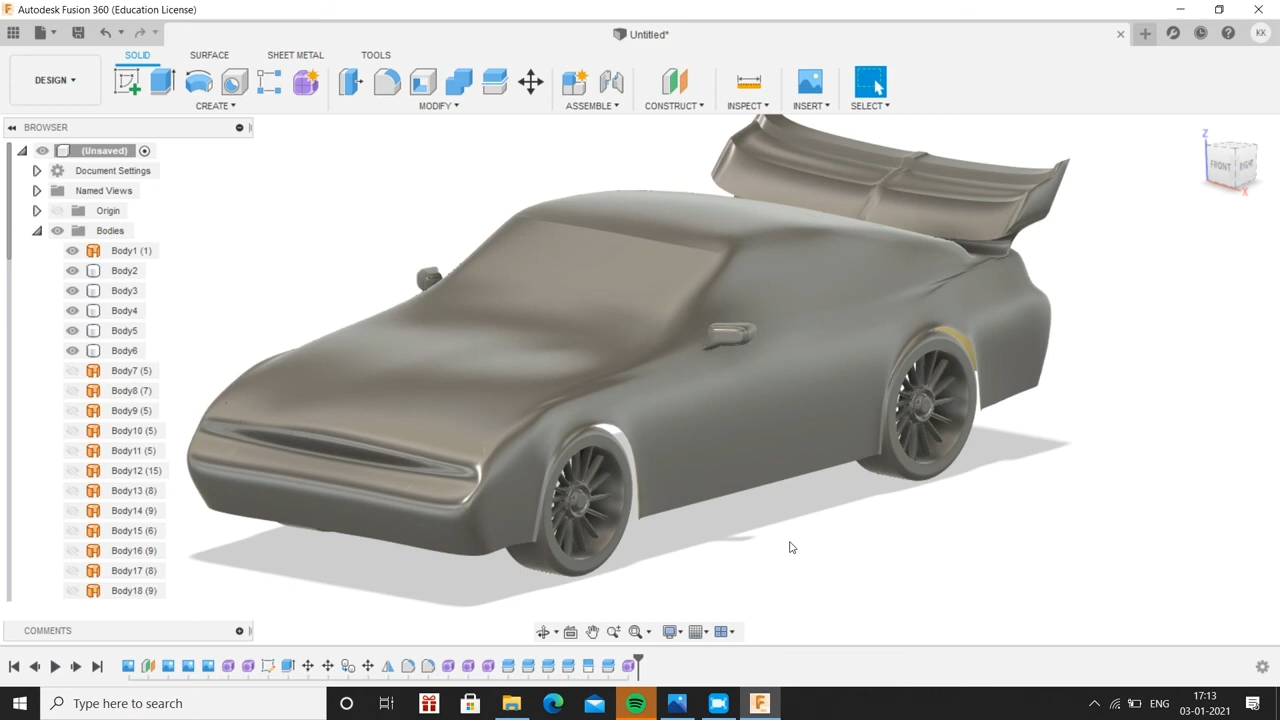 Autodesk Fusion 360 (Education License)
Untitled*
KK
DESIGN
SOLID
SURFACE
SHEET METAL
TOOLS
CREATE
MODIFY
ASSEMBLE
CONSTRUCT
INSPECT
INSERT
SELECT
BROWSER
(Unsaved)
Document Settings
Named Views
Origin
Bodies
Body1 (1)
Body2
Body3
Body4
Body5
Body6
Body7 (5)
Body8 (7)
Body9 (5)
Body10 (5)
Body11 (5)
Body12 (15)
Body13 (8)
Body14 (9)
Body15 (6)
Body16 (9)
Body17 (8)
Body18 (9)
Z
FRONT
RIGHT
X
COMMENTS
Type here to search
ENG
17:13
03-01-2021